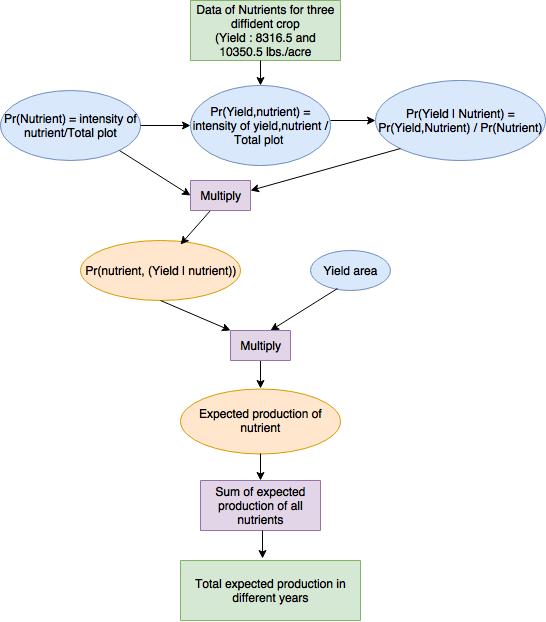 Data of Nutrients for three
diffident crop
(Yield : 8316.5 and
10350.5 lbs./acre
Pr(Nutrient) = intensity of
nutrient/Total plot
Pr(Yield,nutrient) =
intensity of yield,nutrient /
Total plot
Pr(Yield I Nutrient) =
Pr(Yield,Nutrient) / Pr(Nutrient)
Multiply
Pr(nutrient, (Yield I nutrient))
Yield area
Multiply
Expected production of
nutrient
Sum of expected
production of all
nutrients
Total expected production in
different years